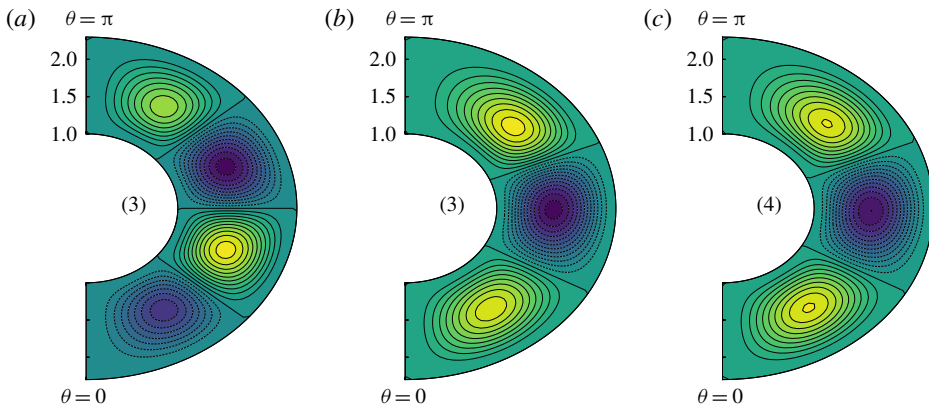 (a) θ = π
2.0
1.5
1.0
(3)
θ = 0
(b) θ = π
2.0
1.5
1.0
(3)
θ = 0
(c) θ = π
2.0
1.5
1.0
(4)
θ = 0